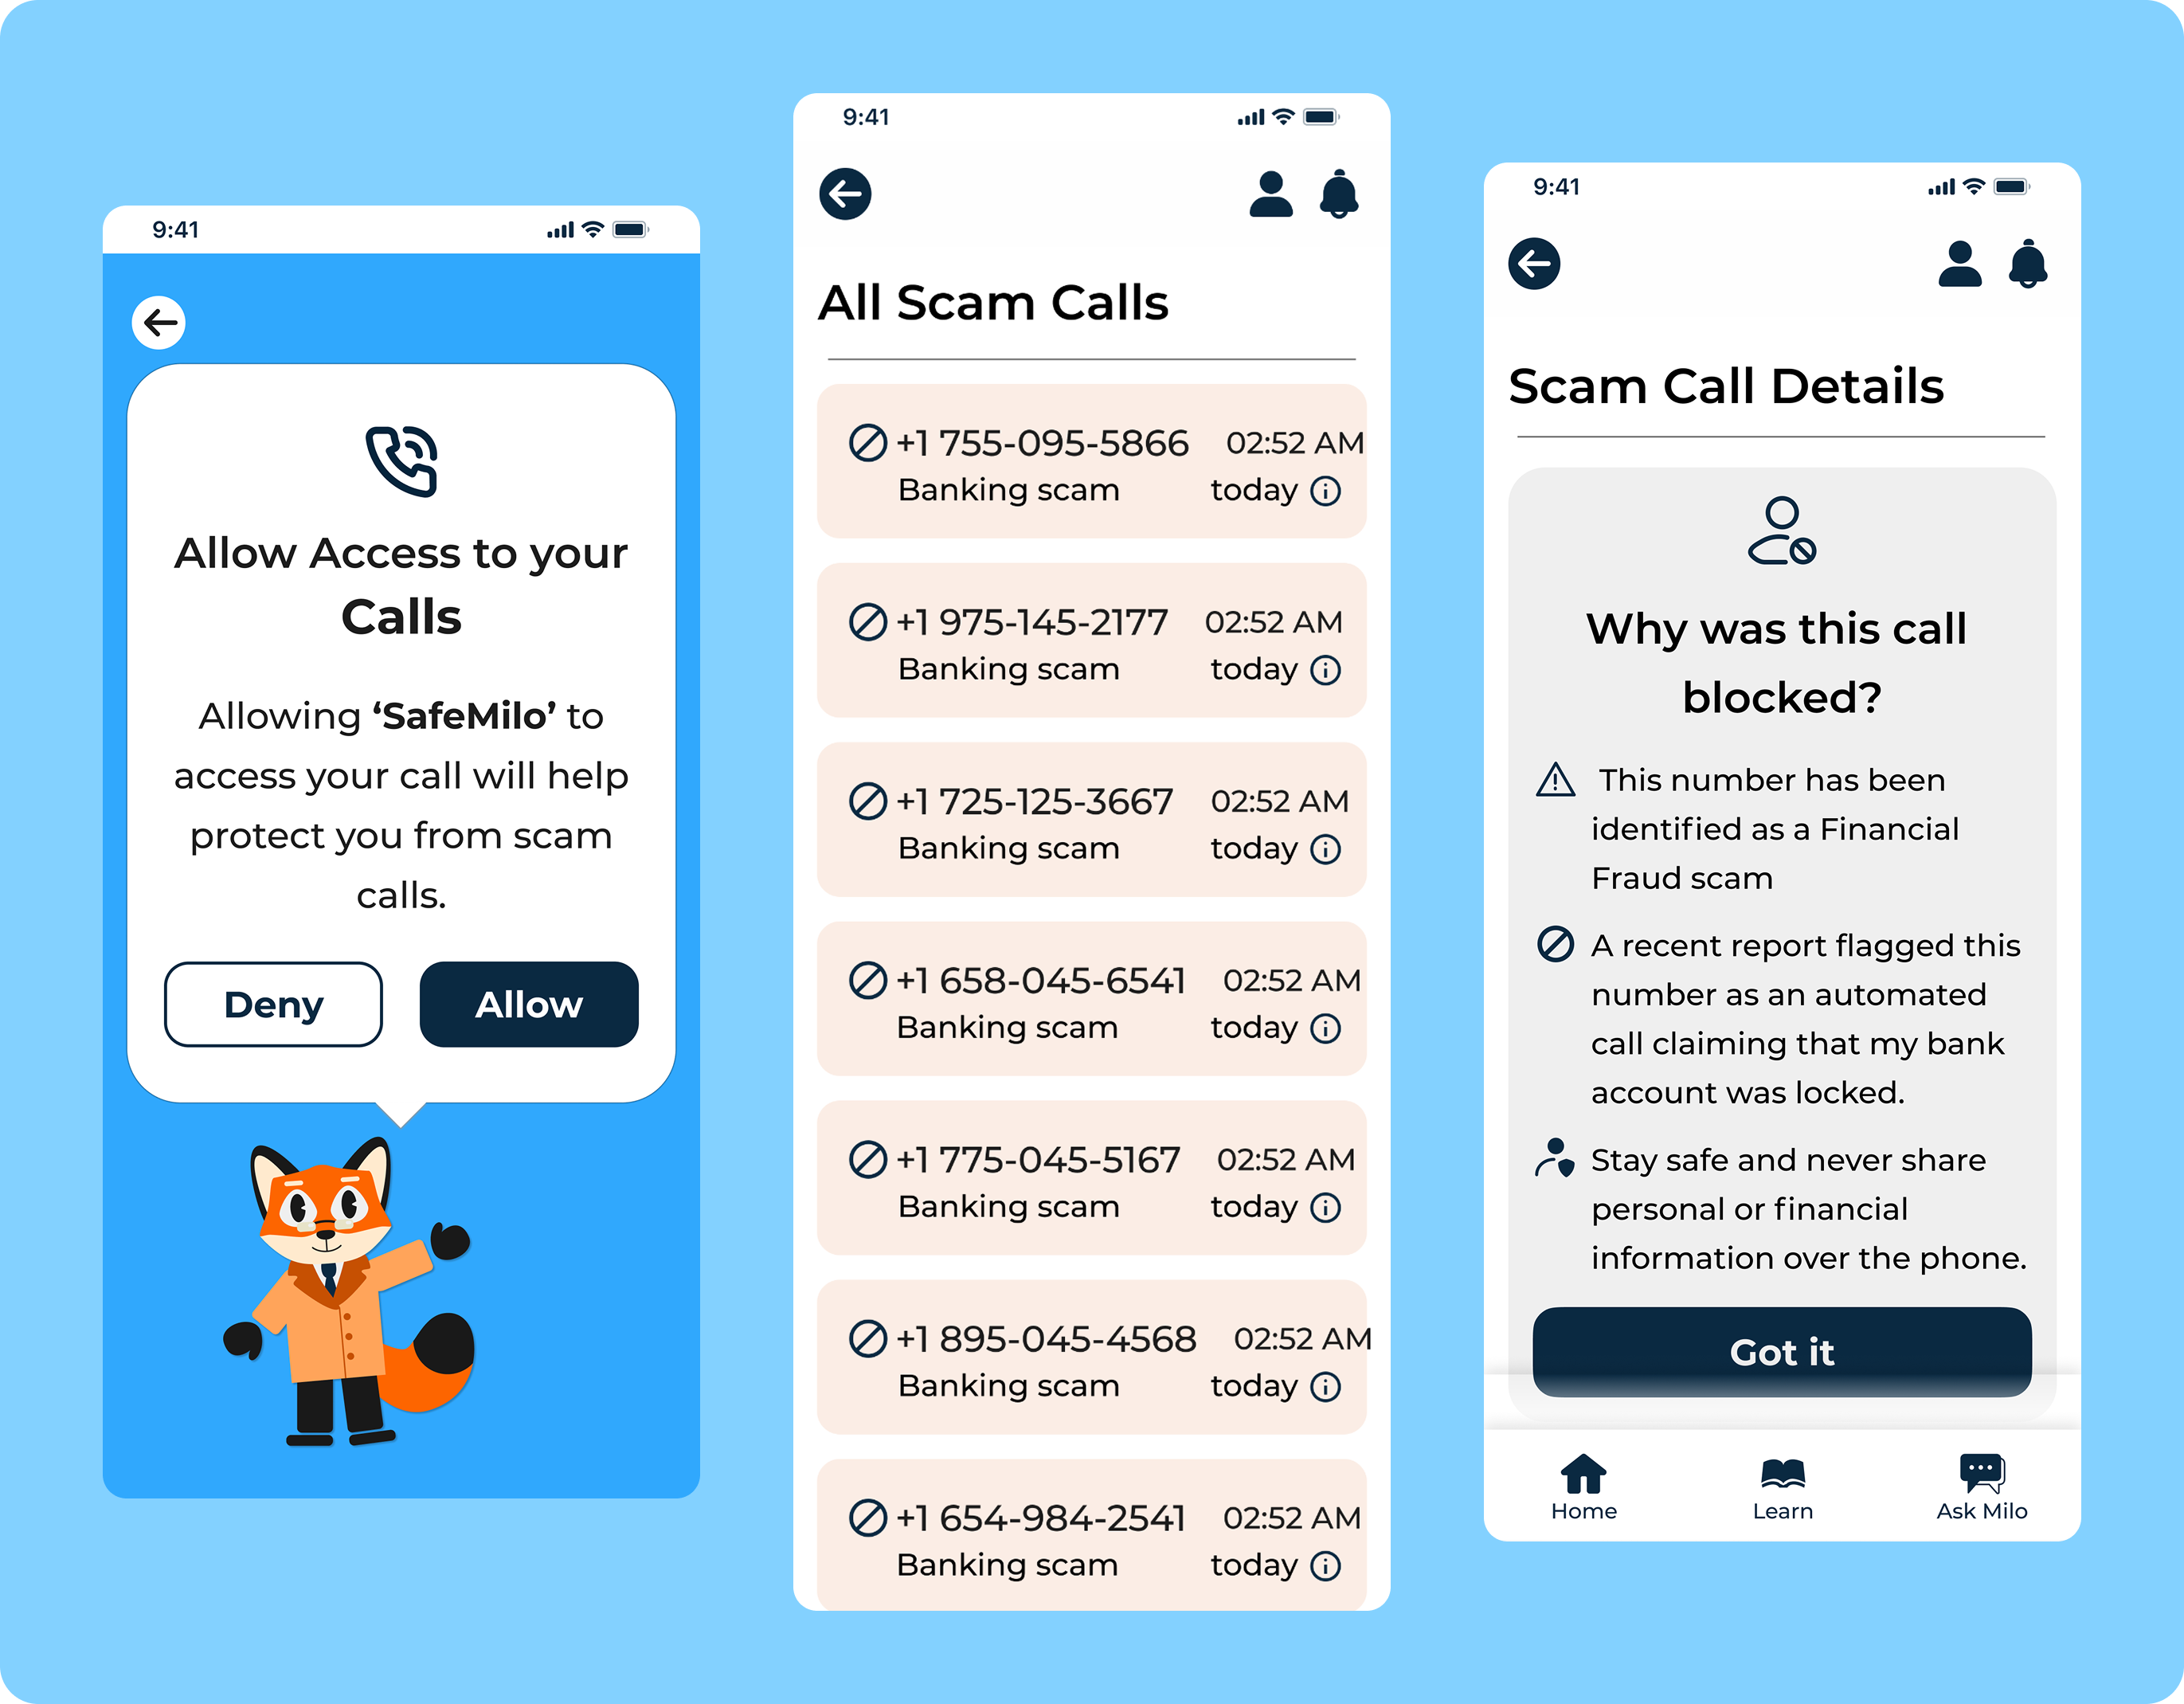 9:41
Allow Access to your
Calls
Allowing ‘SafeMilo’ to
access your call will help
protect you from scam
calls.
Deny
Allow
9:41
All Scam Calls
+1 755-095-5866 02:52 AM
Banking scam today
+1 975-145-2177 02:52 AM
Banking scam today
+1 725-125-3667 02:52 AM
Banking scam today
+1 658-045-6541 02:52 AM
Banking scam today
+1 775-045-5167 02:52 AM
Banking scam today
+1 895-045-4568 02:52 AM
Banking scam today
+1 654-984-2541 02:52 AM
Banking scam today
9:41
Scam Call Details
Why was this call
blocked?
This number has been
identified as a Financial
Fraud scam
A recent report flagged this
number as an automated
call claiming that my bank
account was locked.
Stay safe and never share
personal or financial
information over the phone.
Got it
Home
Learn
Ask Milo